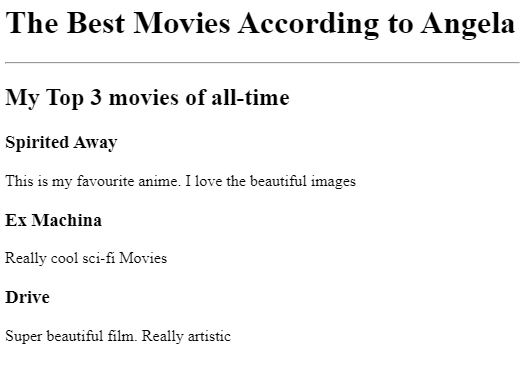 The Best Movies According to Angela
My Top 3 movies of all-time
Spirited Away
This is my favourite anime. I love the beautiful images
Ex Machina
Really cool sci-fi Movies
Drive
Super beautiful film. Really artistic